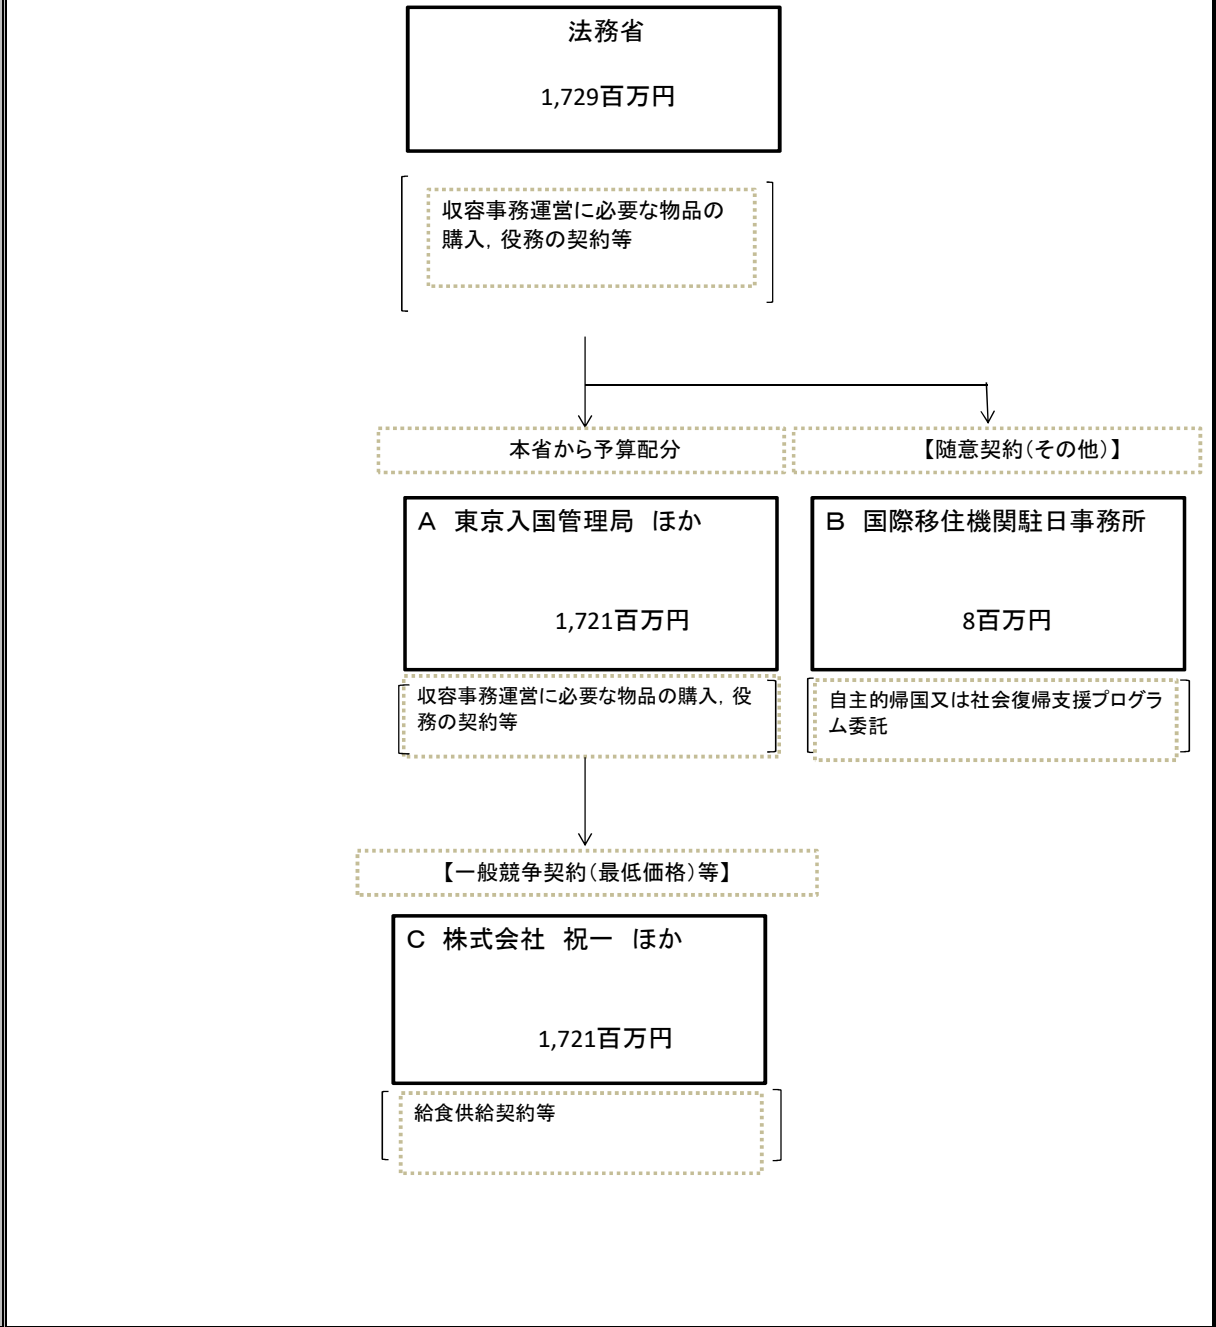 法務省
1,729百万円
収容事務運営に必要な物品の
購入，役務の契約等
本省から予算配分
【随意契約（その他）】
Ａ　東京入国管理局　ほか
1,721百万円
Ｂ　国際移住機関駐日事務所
8百万円
収容事務運営に必要な物品の購入，役
務の契約等
自主的帰国又は社会復帰支援プログラ
ム委託
【一般競争契約（最低価格）等】
Ｃ　株式会社　祝一　ほか
1,721百万円
給食供給契約等